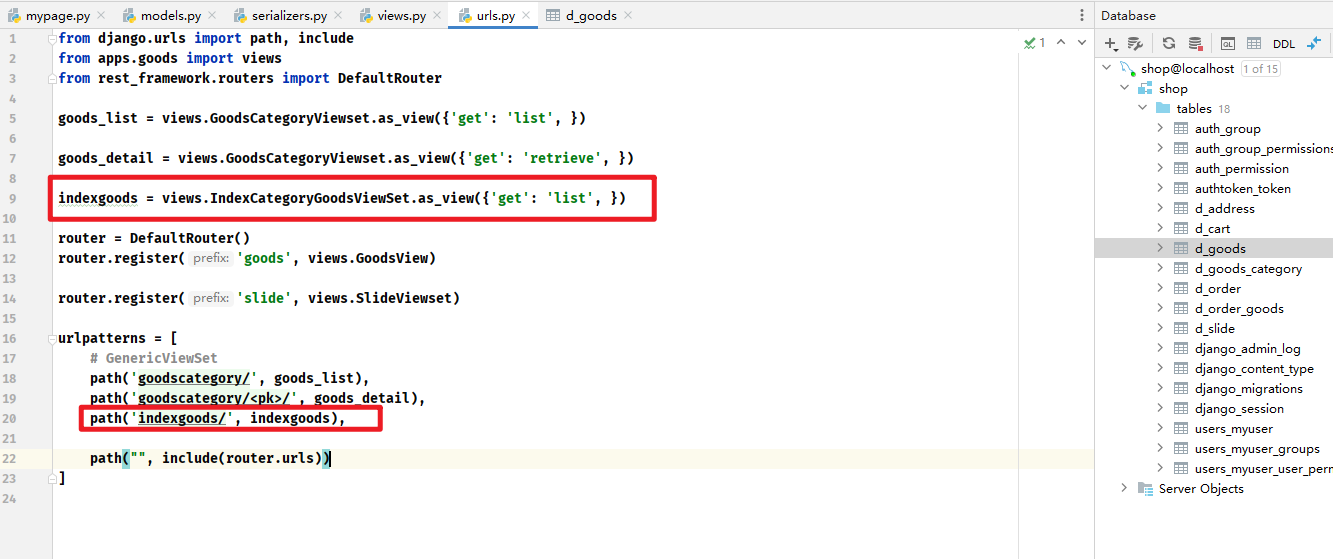 mypage.py
models.py
serializers.py
views.py
urls.py
d_goods
Database
1
DDL
1 from django.urls import path, include
2 from apps.goods import views
3 from rest_framework.routers import DefaultRouter
4
5 goods_list = views.GoodsCategoryViewset.as_view({'get': 'list', })
6
7 goods_detail = views.GoodsCategoryViewset.as_view({'get': 'retrieve', })
8
9 indexgoods = views.IndexCategoryGoodsViewSet.as_view({'get': 'list', })
10
11 router = DefaultRouter()
12 router.register( prefix: 'goods', views.GoodsView)
13
14 router.register( prefix: 'slide', views.SlideViewset)
15
16 urlpatterns = [
17     # GenericViewSet
18     path('goodscategory/', goods_list),
19     path('goodscategory/<pk>/', goods_detail),
20     path('indexgoods/', indexgoods),
21
22     path("", include(router.urls))
23 ]
24
shop@localhost 1 of 15
shop
tables 18
auth_group
auth_group_permissions
auth_permission
authtoken_token
d_address
d_cart
d_goods
d_goods_category
d_order
d_order_goods
d_slide
django_admin_log
django_content_type
django_migrations
django_session
users_myuser
users_myuser_groups
users_myuser_user_perm
Server Objects